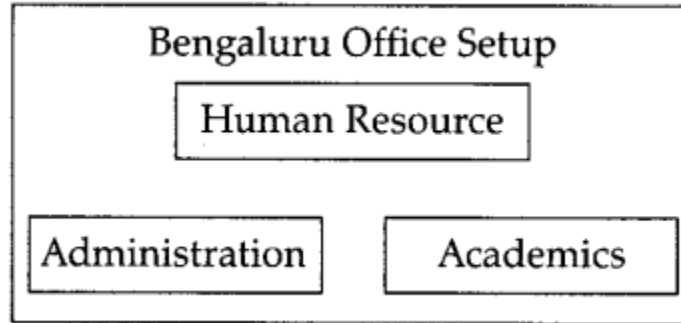 Bengaluru Office Setup
Human Resource
Administration
Academics